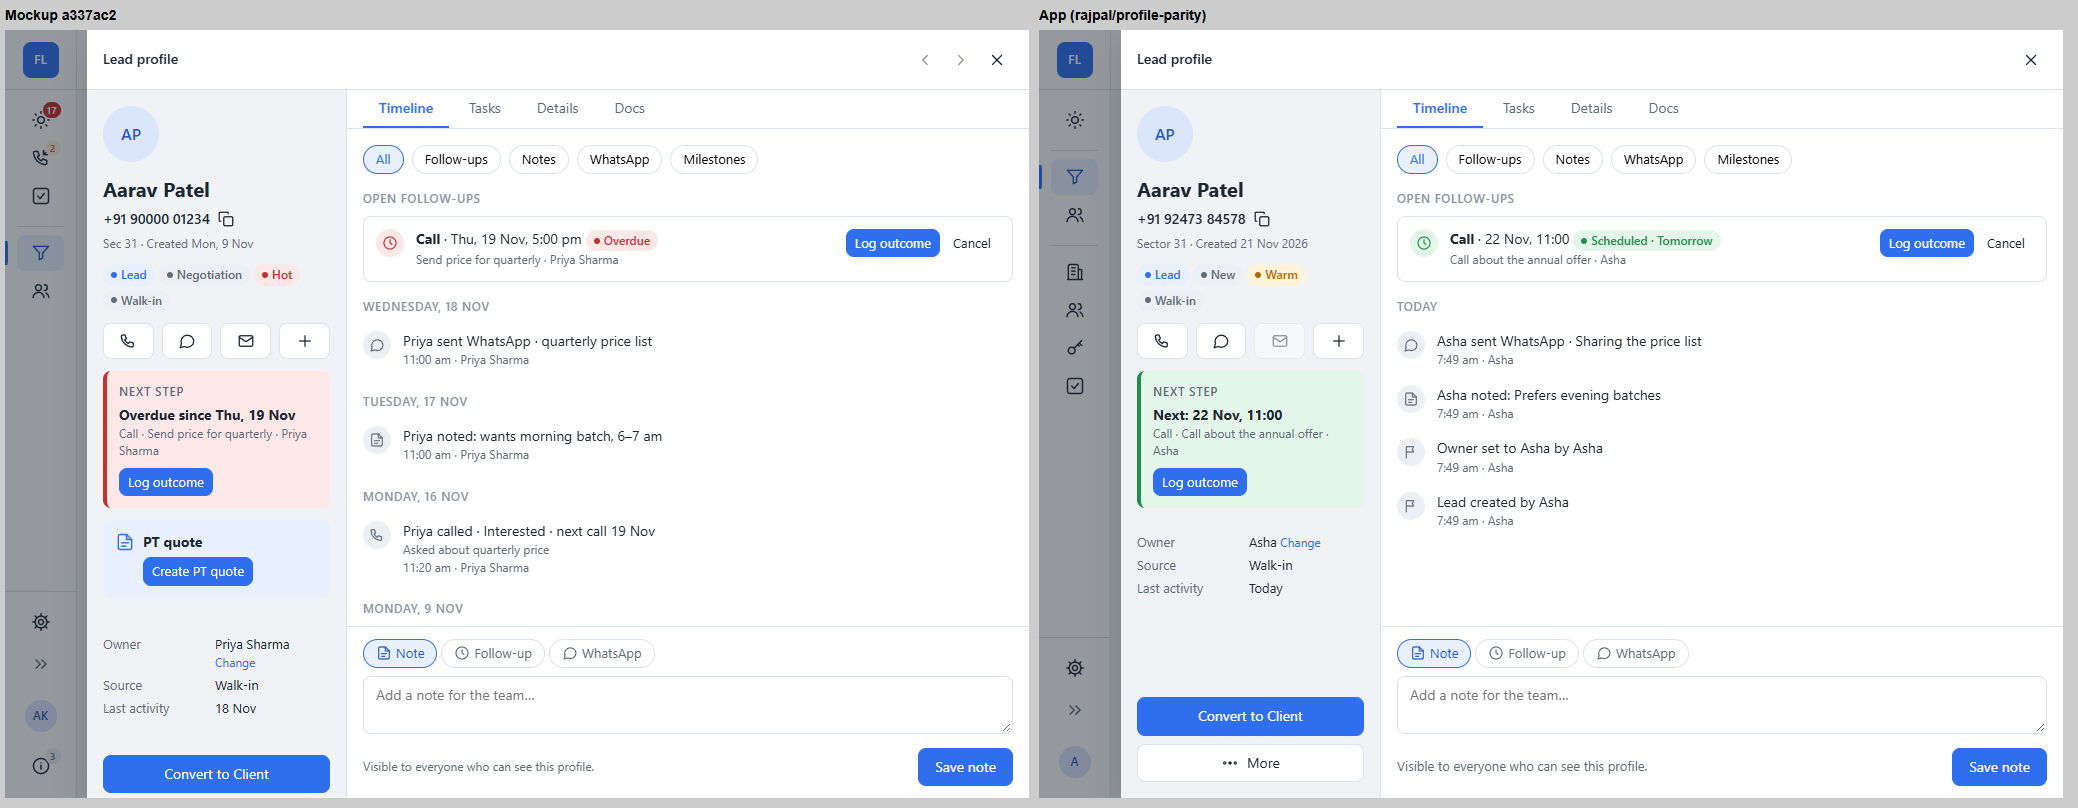 Mockup a337ac2
FL
17
2
AK
3
Lead profile
AP
Aarav Patel
+91 90000 01234
Sec 31 · Created Mon, 9 Nov
Lead
Negotiation
Hot
Walk-in
NEXT STEP
Overdue since Thu, 19 Nov
Call · Send price for quarterly · Priya
Sharma
Log outcome
PT quote
Create PT quote
Owner Priya Sharma
Change
Source Walk-in
Last activity 18 Nov
Convert to Client
Timeline Tasks Details Docs
All Follow-ups Notes WhatsApp Milestones
OPEN FOLLOW-UPS
Call · Thu, 19 Nov, 5:00 pm Overdue
Send price for quarterly · Priya Sharma
Log outcome Cancel
WEDNESDAY, 18 NOV
Priya sent WhatsApp · quarterly price list
11:00 am · Priya Sharma
TUESDAY, 17 NOV
Priya noted: wants morning batch, 6–7 am
11:00 am · Priya Sharma
MONDAY, 16 NOV
Priya called · Interested · next call 19 Nov
Asked about quarterly price
11:20 am · Priya Sharma
MONDAY, 9 NOV
Note Follow-up WhatsApp
Add a note for the team...
Visible to everyone who can see this profile.
Save note
App (rajpal/profile-parity)
FL
A
Lead profile
AP
Aarav Patel
+91 92473 84578
Sector 31 · Created 21 Nov 2026
Lead
New
Warm
Walk-in
NEXT STEP
Next: 22 Nov, 11:00
Call · Call about the annual offer ·
Asha
Log outcome
Owner Asha Change
Source Walk-in
Last activity Today
Convert to Client
More
Timeline Tasks Details Docs
All Follow-ups Notes WhatsApp Milestones
OPEN FOLLOW-UPS
Call · 22 Nov, 11:00 Scheduled · Tomorrow
Call about the annual offer · Asha
Log outcome Cancel
TODAY
Asha sent WhatsApp · Sharing the price list
7:49 am · Asha
Asha noted: Prefers evening batches
7:49 am · Asha
Owner set to Asha by Asha
7:49 am · Asha
Lead created by Asha
7:49 am · Asha
Note Follow-up WhatsApp
Add a note for the team...
Visible to everyone who can see this profile.
Save note